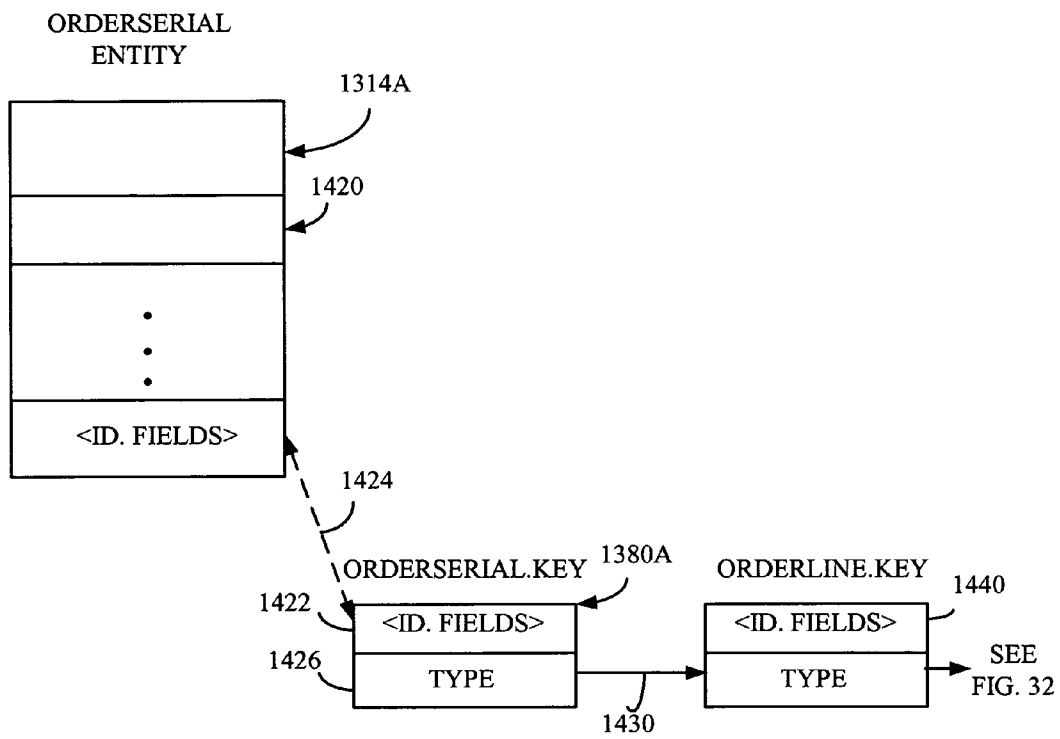 ORDERSERIAL
ENTITY
1314A
1420
<ID. FIELDS>
1424
1380A
ORDERSERIAL.KEY
ORDERLINE.KEY
1422
<ID. FIELDS>
<ID. FIELDS>
1440
1426
TYPE
TYPE
SEE
FIG. 32
1430